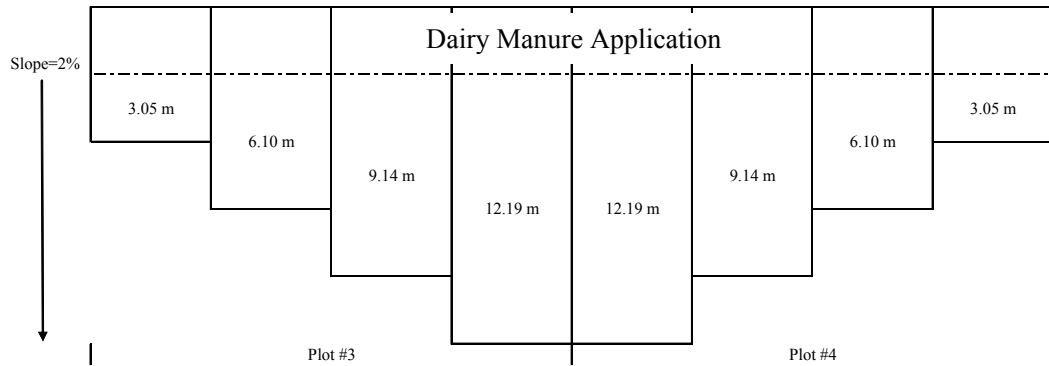 Dairy Manure Application
Slope=2%
3.05 m
3.05 m
6.10 m
6.10 m
9.14 m
9.14 m
12.19 m
12.19 m
Plot #3
Plot #4